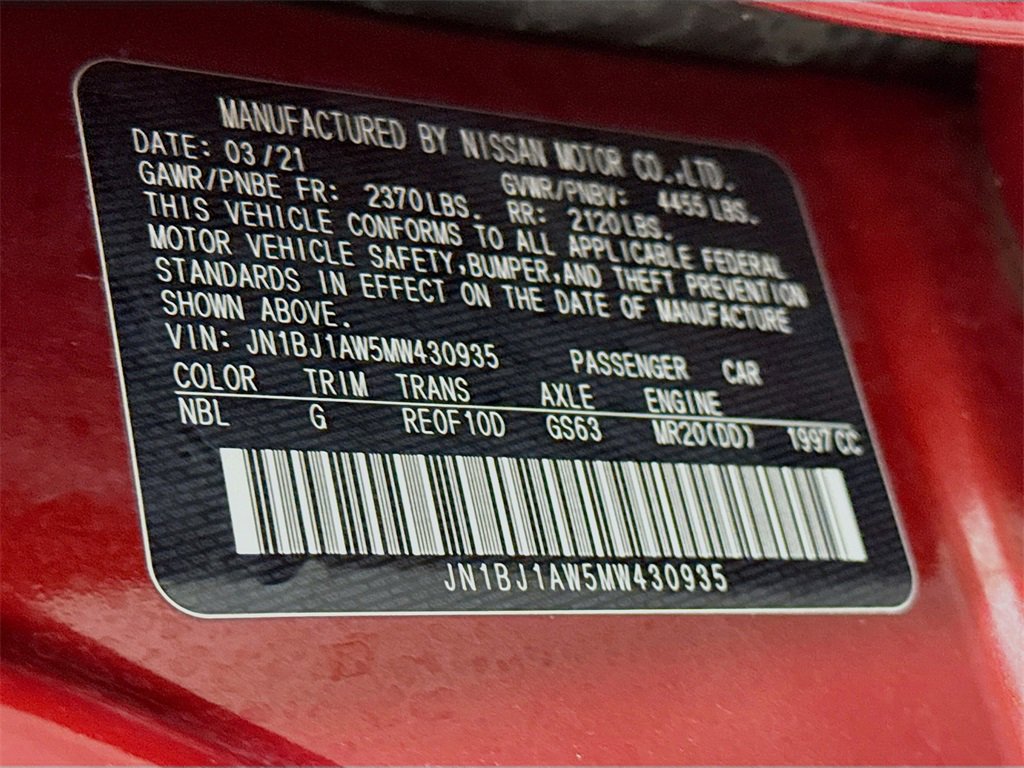 MANUFACTURED BY NISSAN MOTOR CO.,LTD.
DATE: 03/21 GVWR/PNBV: 4455LBS.
GAWR/PNBE FR: 2370LBS. RR: 2120LBS.
THIS VEHICLE CONFORMS TO ALL APPLICABLE FEDERAL
MOTOR VEHICLE SAFETY,BUMPER,AND THEFT PREVENTION
STANDARDS IN EFFECT ON THE DATE OF MANUFACTURE
SHOWN ABOVE.
VIN: JN1BJ1AW5MW430935 PASSENGER CAR
COLOR TRIM TRANS AXLE ENGINE
NBL G RE0F10D GS63 MR20(DD) 1997CC
JN1BJ1AW5MW430935